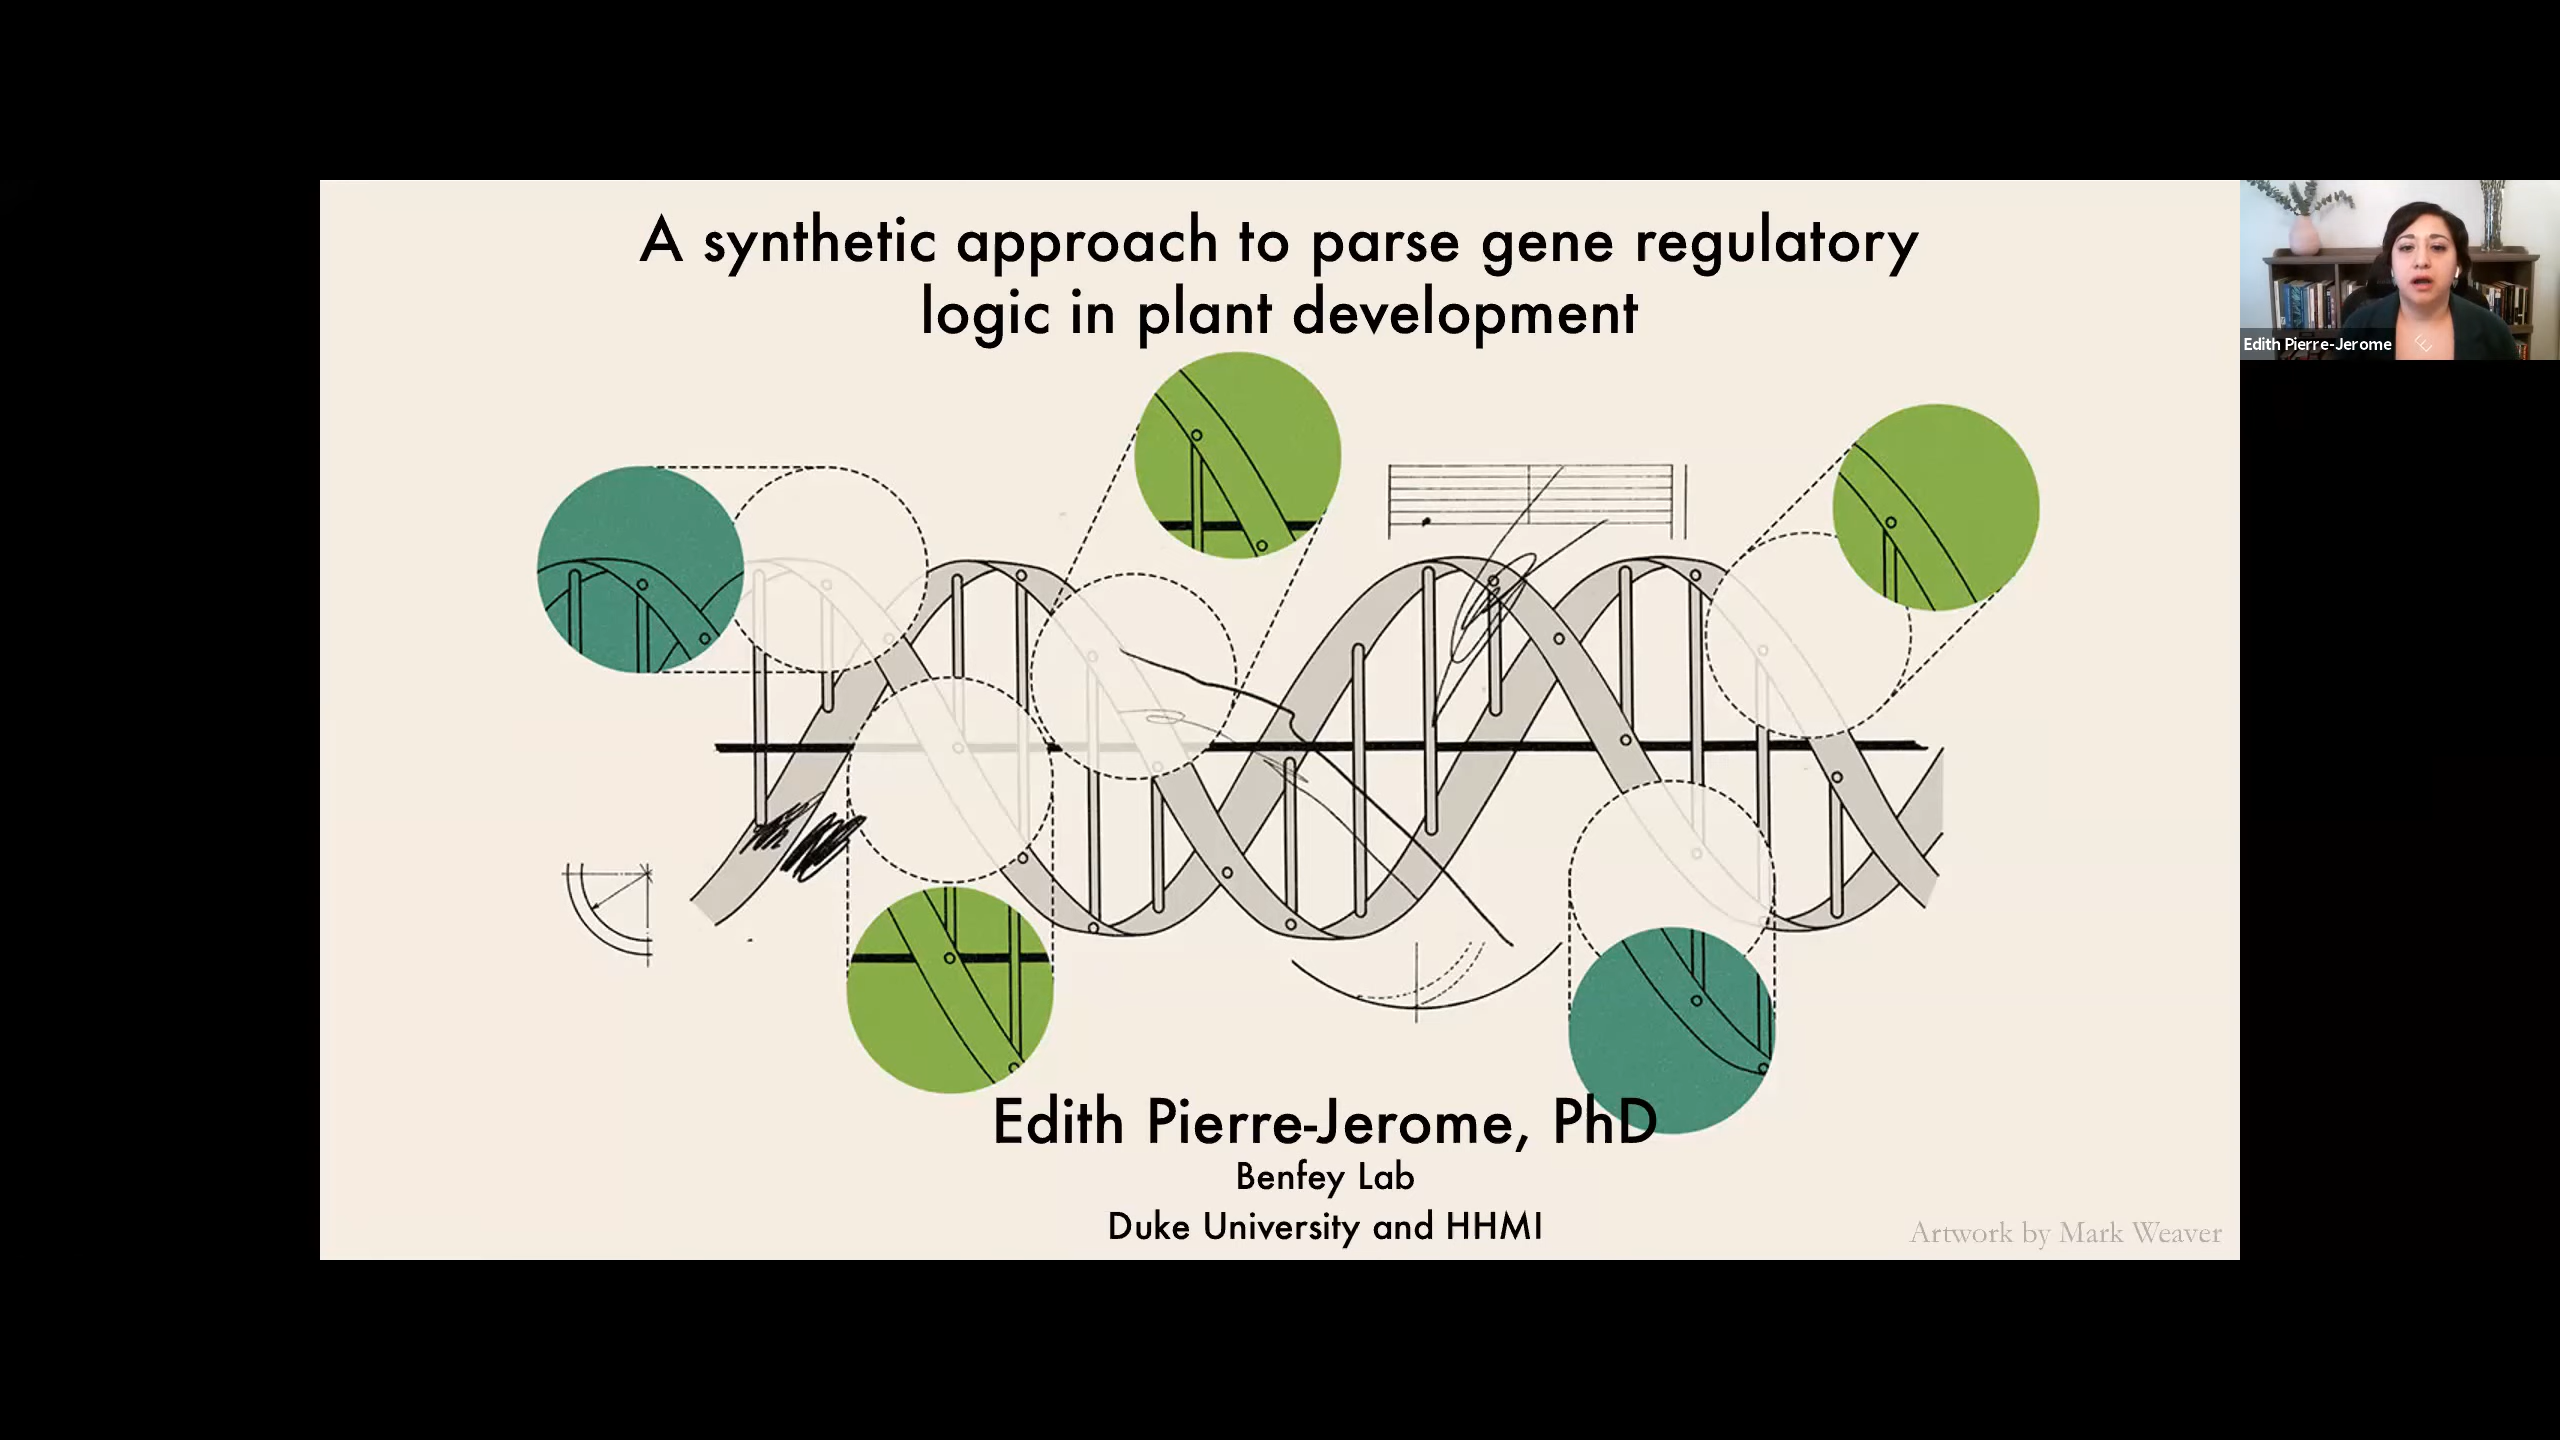 A synthetic approach to parse gene regulatory
logic in plant development
Edith Pierre-Jerome
Edith Pierre-Jerome, PhD
Benfey Lab
Duke University and HHMI
Artwork by Mark Weaver